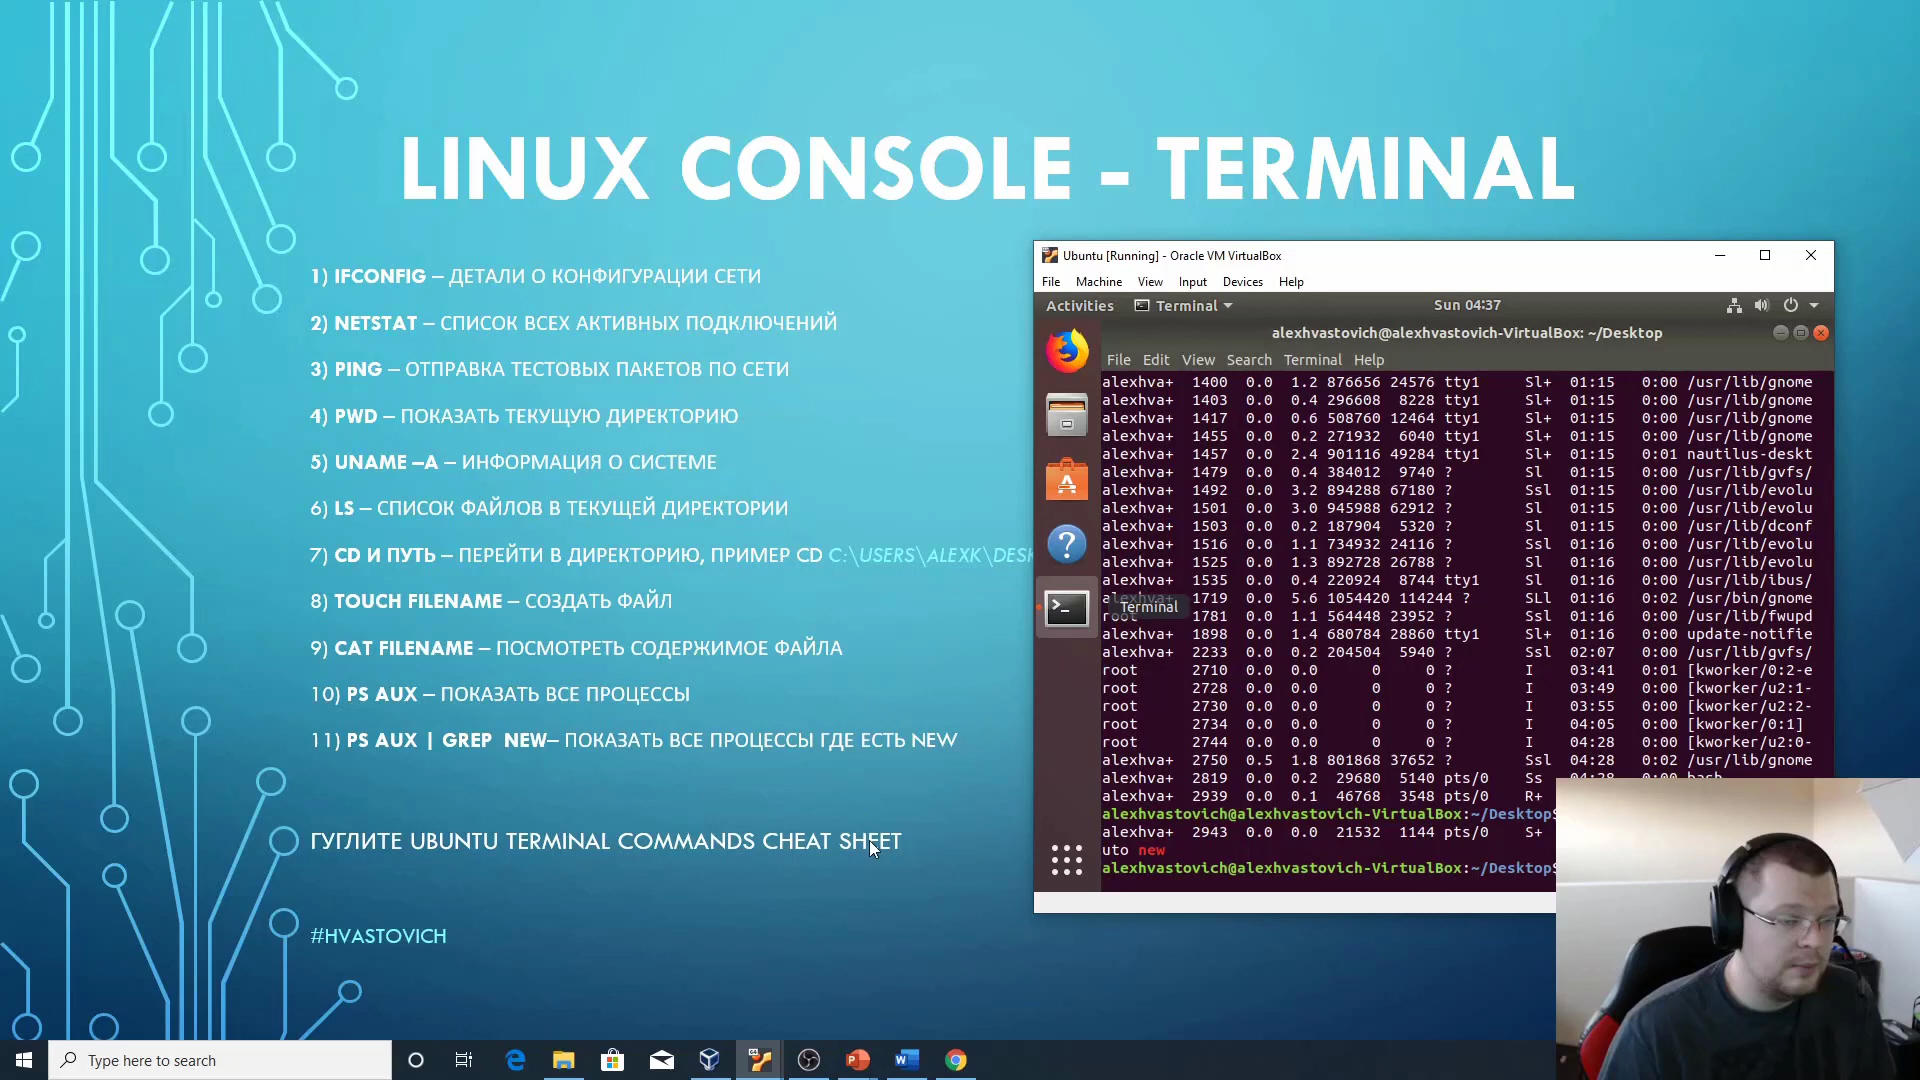 LINUX CONSOLE - TERMINAL
1) IFCONFIG – ДЕТАЛИ О КОНФИГУРАЦИИ СЕТИ
2) NETSTAT – СПИСОК ВСЕХ АКТИВНЫХ ПОДКЛЮЧЕНИЙ
3) PING – ОТПРАВКА ТЕСТОВЫХ ПАКЕТОВ ПО СЕТИ
4) PWD – ПОКАЗАТЬ ТЕКУЩУЮ ДИРЕКТОРИЮ
5) UNAME –A – ИНФОРМАЦИЯ О СИСТЕМЕ
6) LS – СПИСОК ФАЙЛОВ В ТЕКУЩЕЙ ДИРЕКТОРИИ
7) CD И ПУТЬ – ПЕРЕЙТИ В ДИРЕКТОРИЮ, ПРИМЕР CD C:\USERS\ALEXK\DESK
8) TOUCH FILENAME – СОЗДАТЬ ФАЙЛ
9) CAT FILENAME – ПОСМОТРЕТЬ СОДЕРЖИМОЕ ФАЙЛА
10) PS AUX – ПОКАЗАТЬ ВСЕ ПРОЦЕССЫ
11) PS AUX | GREP NEW– ПОКАЗАТЬ ВСЕ ПРОЦЕССЫ ГДЕ ЕСТЬ NEW
ГУГЛИТЕ UBUNTU TERMINAL COMMANDS CHEAT SHEET
#HVASTOVICH
Ubuntu [Running] - Oracle VM VirtualBox
File Machine View Input Devices Help
Activities Terminal Sun 04:37
alexhvastovich@alexhvastovich-VirtualBox: ~/Desktop
File Edit View Search Terminal Help
alexhva+ 1400 0.0 1.2 876656 24576 tty1 Sl+ 01:15 0:00 /usr/lib/gnome
alexhva+ 1403 0.0 0.4 296608 8228 tty1 Sl+ 01:15 0:00 /usr/lib/gnome
alexhva+ 1417 0.0 0.6 508760 12464 tty1 Sl+ 01:15 0:00 /usr/lib/gnome
alexhva+ 1455 0.0 0.2 271932 6040 tty1 Sl+ 01:15 0:00 /usr/lib/gnome
alexhva+ 1457 0.0 2.4 901116 49284 tty1 Sl+ 01:15 0:01 nautilus-deskt
alexhva+ 1479 0.0 0.4 384012 9740 ? Sl 01:15 0:00 /usr/lib/gvfs/
alexhva+ 1492 0.0 3.2 894288 67180 ? Ssl 01:15 0:00 /usr/lib/evolu
alexhva+ 1501 0.0 3.0 945988 62912 ? Sl 01:15 0:00 /usr/lib/evolu
alexhva+ 1503 0.0 0.2 187904 5320 ? Sl 01:15 0:00 /usr/lib/dconf
alexhva+ 1516 0.0 1.1 734932 24116 ? Ssl 01:16 0:00 /usr/lib/evolu
alexhva+ 1525 0.0 1.3 892728 26788 ? Sl 01:16 0:00 /usr/lib/evolu
alexhva+ 1535 0.0 0.4 220924 8744 tty1 Sl 01:16 0:00 /usr/lib/ibus/
alexhva+ 1719 0.0 5.6 1054420 114244 ? SLl 01:16 0:02 /usr/bin/gnome
Terminal
root 1781 0.0 1.1 564448 23952 ? Ssl 01:16 0:00 /usr/lib/fwupd
alexhva+ 1898 0.0 1.4 680784 28860 tty1 Sl+ 01:16 0:00 update-notifie
alexhva+ 2233 0.0 0.2 204504 5940 ? Ssl 02:07 0:00 /usr/lib/gvfs/
root 2710 0.0 0.0 0 0 ? I 03:41 0:01 [kworker/0:2-e
root 2728 0.0 0.0 0 0 ? I 03:49 0:00 [kworker/u2:1-
root 2730 0.0 0.0 0 0 ? I 03:55 0:00 [kworker/u2:2-
root 2734 0.0 0.0 0 0 ? I 04:05 0:00 [kworker/0:1]
root 2744 0.0 0.0 0 0 ? I 04:28 0:00 [kworker/u2:0-
alexhva+ 2750 0.5 1.8 801868 37652 ? Ssl 04:28 0:02 /usr/lib/gnome
alexhva+ 2819 0.0 0.2 29680 5140 pts/0 Ss 04:28 0:00 bash
alexhva+ 2939 0.0 0.1 46768 3548 pts/0 R+
alexhvastovich@alexhvastovich-VirtualBox:~/Desktop$
alexhva+ 2943 0.0 0.0 21532 1144 pts/0 S+
uto new
alexhvastovich@alexhvastovich-VirtualBox:~/Desktop$
Type here to search